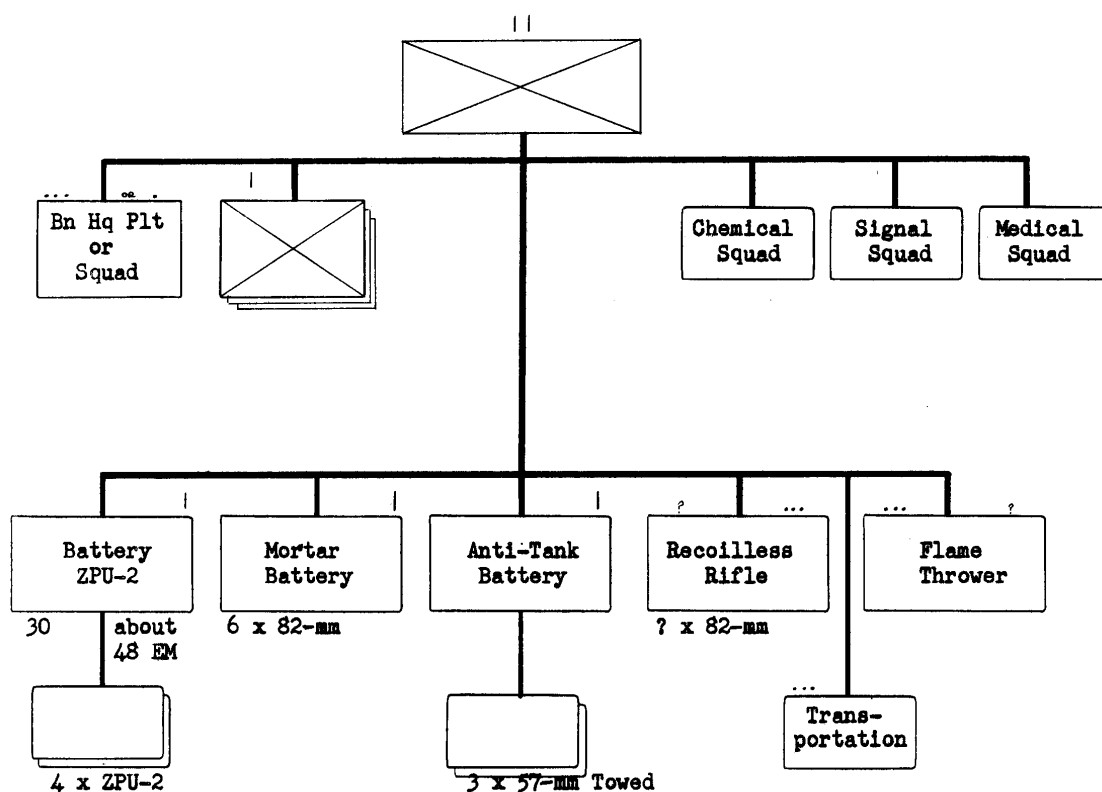 | |
... or .
|
Bn Hq Plt
or
Squad
Chemical
Squad
Signal
Squad
Medical
Squad
|
|
|
? ...
... ?
Battery
ZPU-2
Mortar
Battery
Anti-Tank
Battery
Recoilless
Rifle
Flame
Thrower
30 about
48 EM
6 x 82-mm
? x 82-mm
...
Trans-
portation
4 x ZPU-2
3 x 57-mm Towed